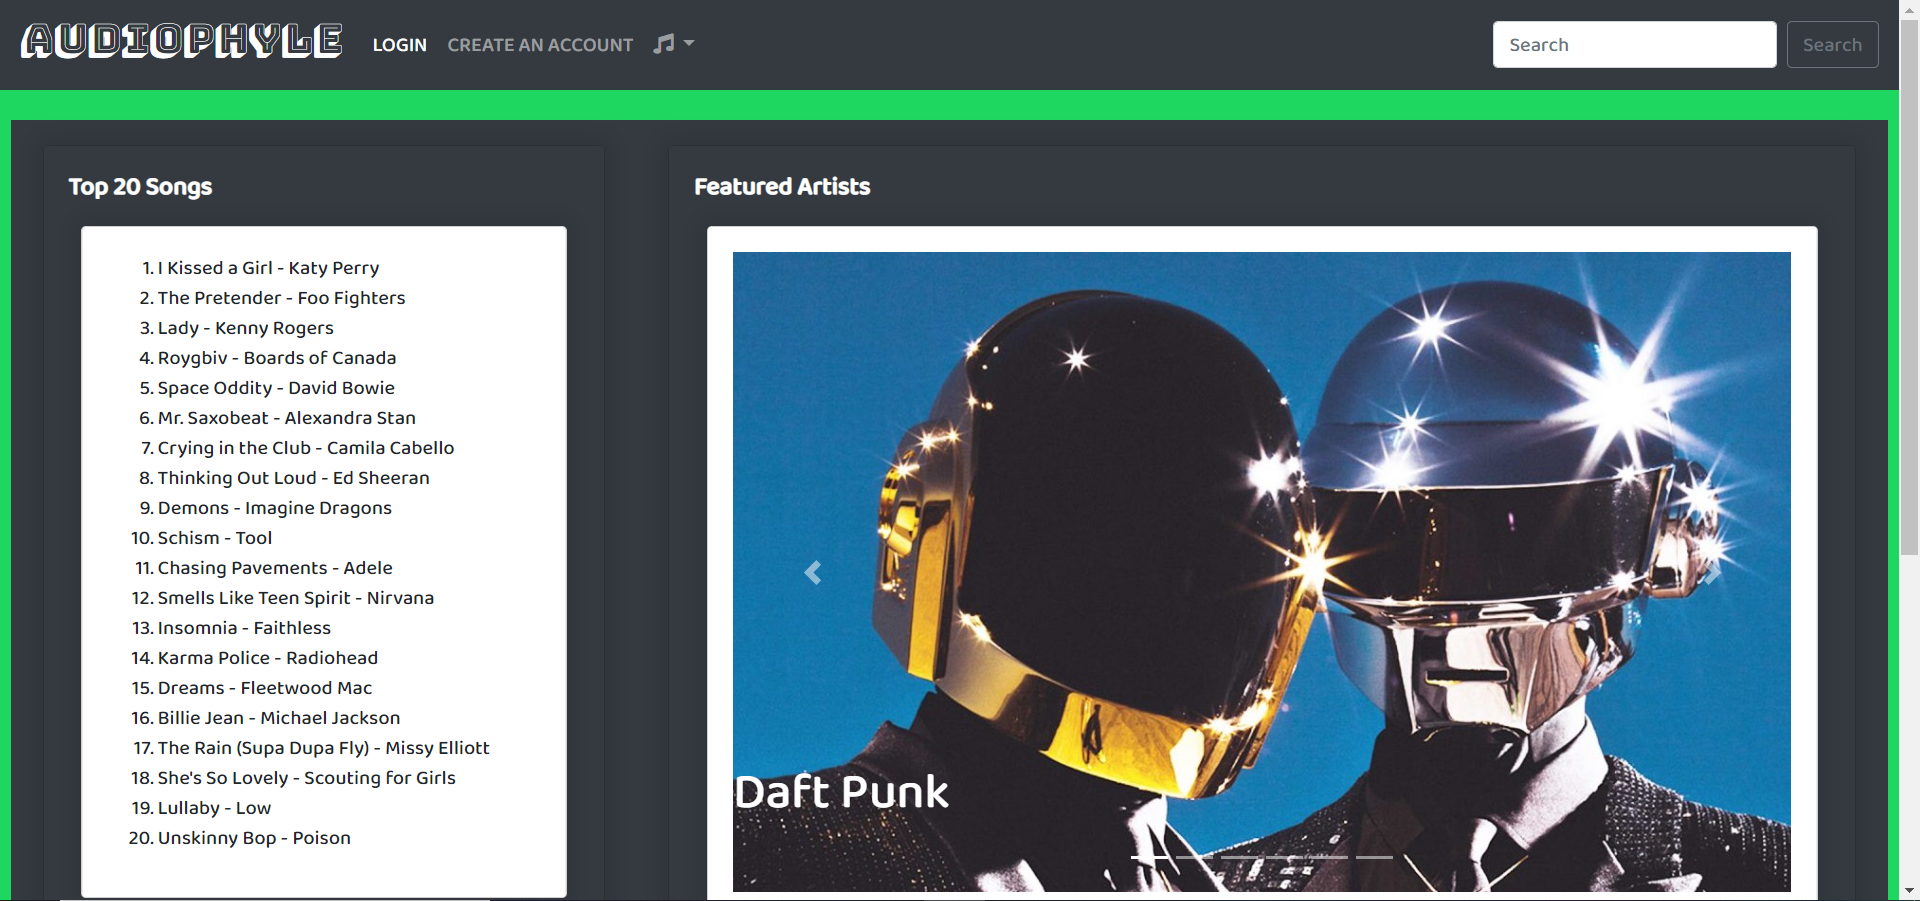 AUDIOPHYLE
LOGIN
CREATE AN ACCOUNT
Search
Search
Top 20 Songs
1. I Kissed a Girl - Katy Perry
2. The Pretender - Foo Fighters
3. Lady - Kenny Rogers
4. Roygbiv - Boards of Canada
5. Space Oddity - David Bowie
6. Mr. Saxobeat - Alexandra Stan
7. Crying in the Club - Camila Cabello
8. Thinking Out Loud - Ed Sheeran
9. Demons - Imagine Dragons
10. Schism - Tool
11. Chasing Pavements - Adele
12. Smells Like Teen Spirit - Nirvana
13. Insomnia - Faithless
14. Karma Police - Radiohead
15. Dreams - Fleetwood Mac
16. Billie Jean - Michael Jackson
17. The Rain (Supa Dupa Fly) - Missy Elliott
18. She's So Lovely - Scouting for Girls
19. Lullaby - Low
20. Unskinny Bop - Poison
Featured Artists
Daft Punk